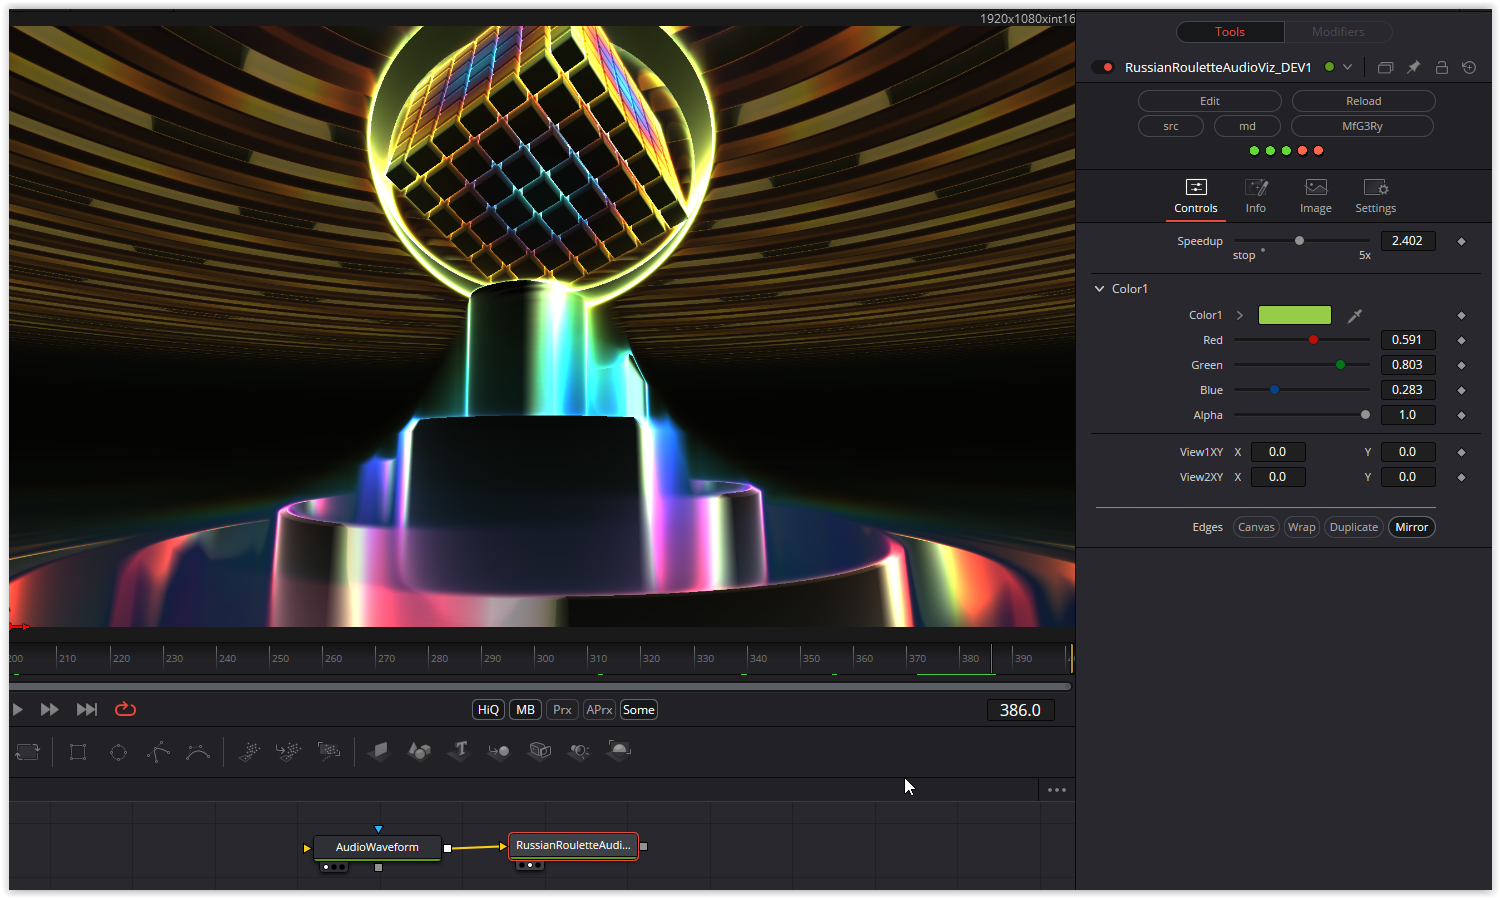 1920x1080xint16
Tools Modifiers
RussianRouletteAudioViz_DEV1
Edit Reload
src md MfG3Ry
Controls Info Image Settings
Speedup 2.402
stop 5x
Color1
Color1
Red 0.591
Green 0.803
Blue 0.283
Alpha 1.0
View1XY X 0.0 Y 0.0
View2XY X 0.0 Y 0.0
Edges Canvas Wrap Duplicate Mirror
200 210 220 230 240 250 260 270 280 290 300 310 320 330 340 350 360 370 380 390
HiQ MB Prx APrx Some 386.0
T
AudioWaveform RussianRouletteAudi...